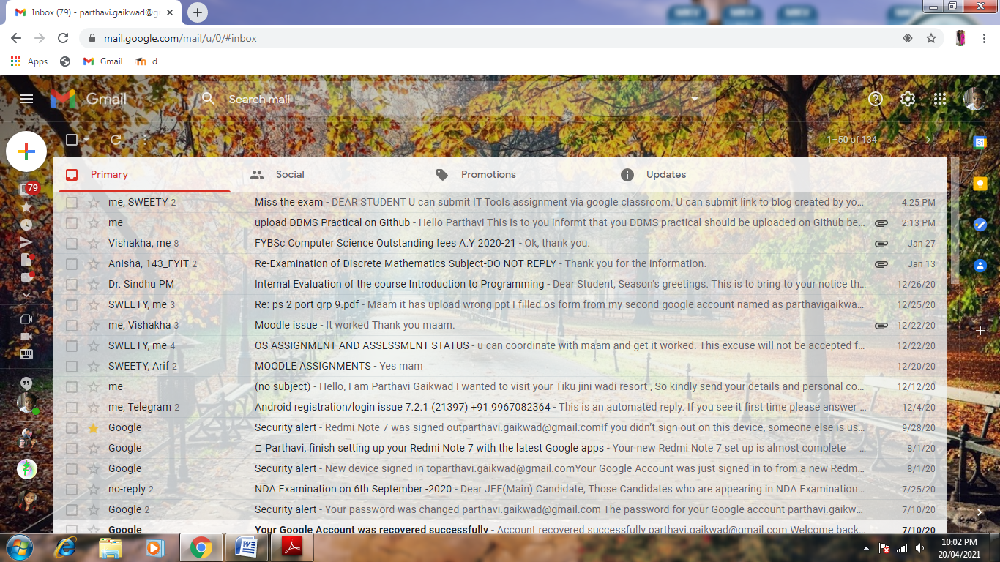 Inbox (79) - parthavi.gaikwad@g
mail.google.com/mail/u/0/#inbox
Apps
Gmail
d
Gmail
Search mail
1–50 of 134
31
79
Primary
Social
Promotions
Updates
me, SWEETY 2 Miss the exam - DEAR STUDENT U can submit IT Tools assignment via google classroom. U can submit link to blog created by yo… 4:25 PM
me upload DBMS Practical on GIthub - Hello Parthavi This is to you informt that you DBMS practical should be uploaded on Github be… 2:13 PM
Vishakha, me 8 FYBSc Computer Science Outstanding fees A.Y 2020-21 - Ok, thank you. Jan 27
Anisha, 143_FYIT 2 Re-Examination of Discrete Mathematics Subject-DO NOT REPLY - Thank you for the information. Jan 13
Dr. Sindhu PM Internal Evaluation of the course Introduction to Programming - Dear Student, Season's greetings. This is to bring to your notice th… 12/26/20
SWEETY, me 3 Re: ps 2 port grp 9.pdf - Maam it has upload wrong ppt I filled os form from my second google account named as parthavigaikwa… 12/25/20
me, Vishakha 3 Moodle issue - It worked Thank you maam. 12/22/20
SWEETY, me 4 OS ASSIGNMENT AND ASSESSMENT STATUS - u can coordinate with maam and get it worked. This excuse will not be accepted f… 12/22/20
SWEETY, Arif 2 MOODLE ASSIGNMENTS - Yes mam 12/20/20
me (no subject) - Hello, I am Parthavi Gaikwad I wanted to visit your Tiku jini wadi resort , So kindly send your details and personal co… 12/12/20
me, Telegram 2 Android registration/login issue 7.2.1 (21397) +91 9967082364 - This is an automated reply. If you see it first time please answer … 12/4/20
Google Security alert - Redmi Note 7 was signed outparthavi.gaikwad@gmail.comIf you didn't sign out on this device, someone else is us… 9/28/20
Google Parthavi, finish setting up your Redmi Note 7 with the latest Google apps - Your new Redmi Note 7 set up is almost complete … 8/1/20
Google Security alert - New device signed in toparthavi.gaikwad@gmail.comYour Google Account was just signed in to from a new Redm… 8/1/20
no-reply 2 NDA Examination on 6th September -2020 - Dear JEE(Main) Candidate, Those Candidates who are appearing in NDA Examination… 7/25/20
Google 2 Security alert - Your password was changed parthavi.gaikwad@gmail.com The password for your Google account parthavi.gaikw… 7/10/20
Google Your Google Account was recovered successfully - Account recovered successfully parthavi.gaikwad@gmail.com Welcome back… 7/10/20
10:02 PM
20/04/2021